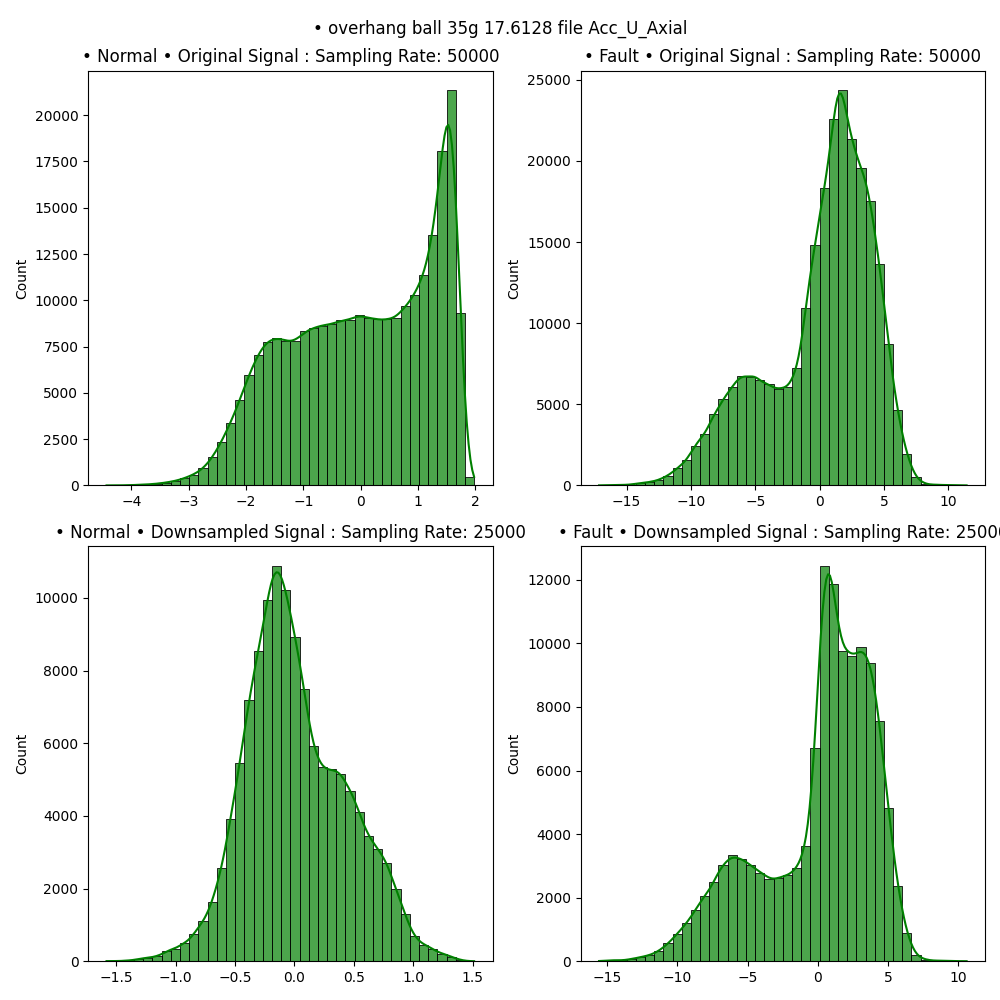 • overhang ball 35g 17.6128 file Acc_U_Axial
• Normal • Original Signal : Sampling Rate: 50000
• Fault • Original Signal : Sampling Rate: 50000
Count
20000
17500
15000
12500
10000
7500
5000
2500
0
−4 −3 −2 −1 0 1 2
Count
25000
20000
15000
10000
5000
0
−15 −10 −5 0 5 10
• Normal • Downsampled Signal : Sampling Rate: 25000
• Fault • Downsampled Signal : Sampling Rate: 2500
Count
10000
8000
6000
4000
2000
0
−1.5 −1.0 −0.5 0.0 0.5 1.0 1.5
Count
12000
10000
8000
6000
4000
2000
0
−15 −10 −5 0 5 10